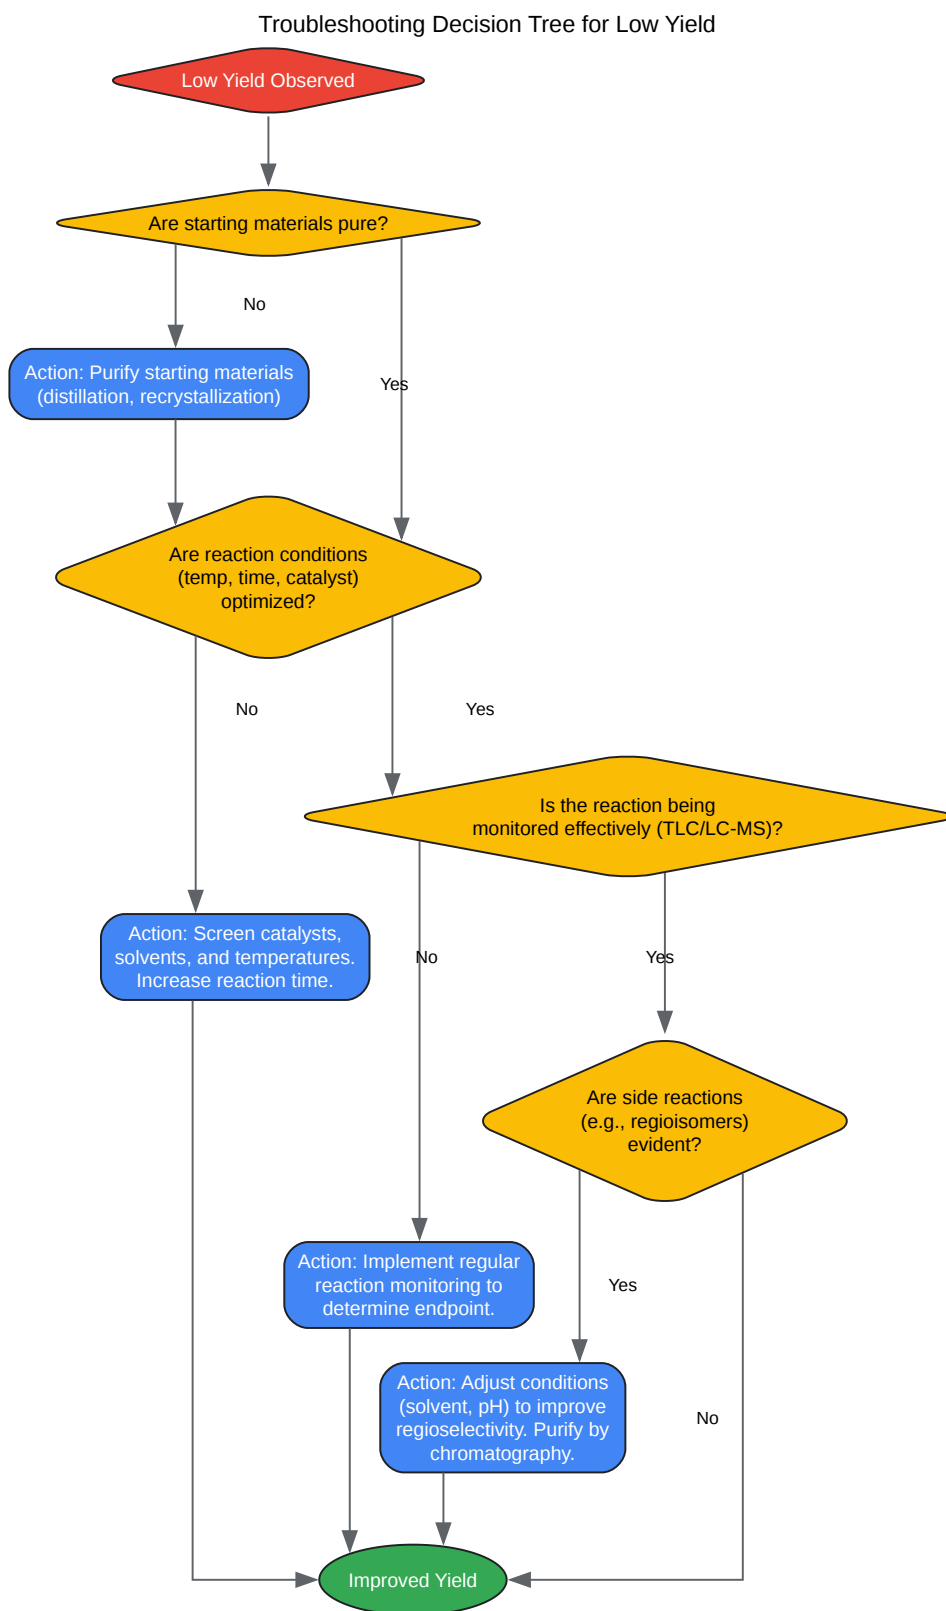 Troubleshooting Decision Tree for Low Yield
Low Yield Observed
Are starting materials pure?
No
Action: Purify starting materials
(distillation, recrystallization)
Yes
Are reaction conditions
(temp, time, catalyst)
optimized?
No
Yes
Is the reaction being
monitored effectively (TLC/LC-MS)?
Action: Screen catalysts,
solvents, and temperatures.
Increase reaction time.
No
Yes
Are side reactions
(e.g., regioisomers)
evident?
Action: Implement regular
reaction monitoring to
determine endpoint.
Yes
Action: Adjust conditions
(solvent, pH) to improve
regioselectivity. Purify by
chromatography.
No
Improved Yield